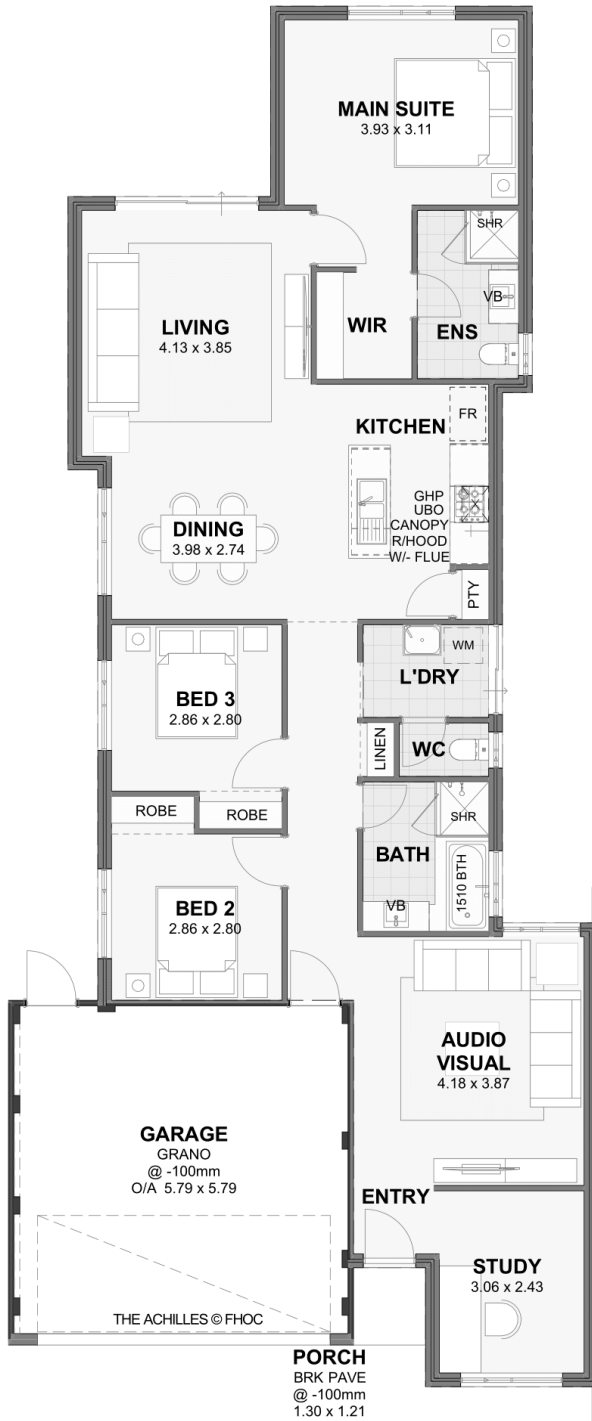 MAIN SUITE
3.93 x 3.11
SHR
VB
ENS
WIR
LIVING
4.13 x 3.85
KITCHEN
FR
GHP
UBO
CANOPY
R/HOOD
W/- FLUE
DINING
3.98 x 2.74
PTY
L'DRY
WM
BED 3
2.86 x 2.80
LINEN
WC
ROBE
ROBE
SHR
BATH
1510 BTH
VB
BED 2
2.86 x 2.80
AUDIO
VISUAL
4.18 x 3.87
GARAGE
GRANO
@ -100mm
O/A 5.79 x 5.79
ENTRY
STUDY
3.06 x 2.43
THE ACHILLES © FHOC
PORCH
BRK PAVE
@ -100mm
1.30 x 1.21